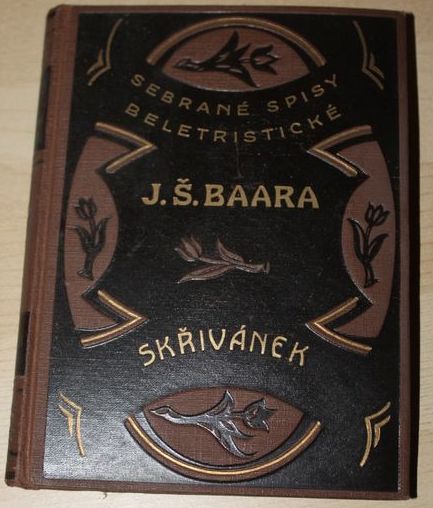 SEBRANÉ SPISY
BELETRISTICKÉ
J.Š.BAARA
SKŘIVÁNEK